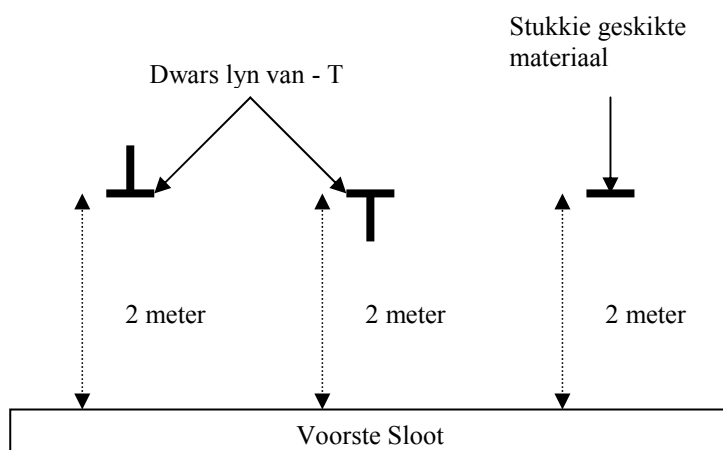 Stukkie geskikte
materiaal
Dwars lyn van - T
2 meter
2 meter
2 meter
Voorste Sloot